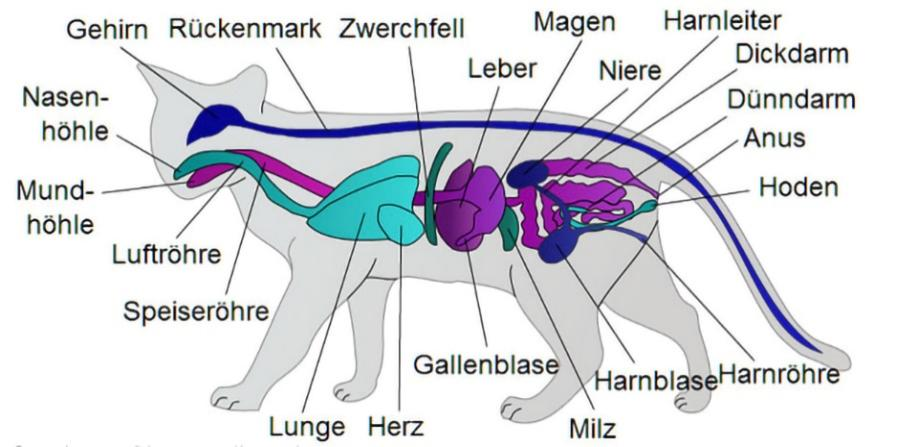 Gehirn
Rückenmark
Zwerchfell
Magen
Harnleiter
Dickdarm
Leber
Niere
Nasen-
höhle
Dünndarm
Anus
Mund-
höhle
Hoden
Luftröhre
Speiseröhre
Gallenblase
Harnblase
Harnröhre
Lunge
Herz
Milz